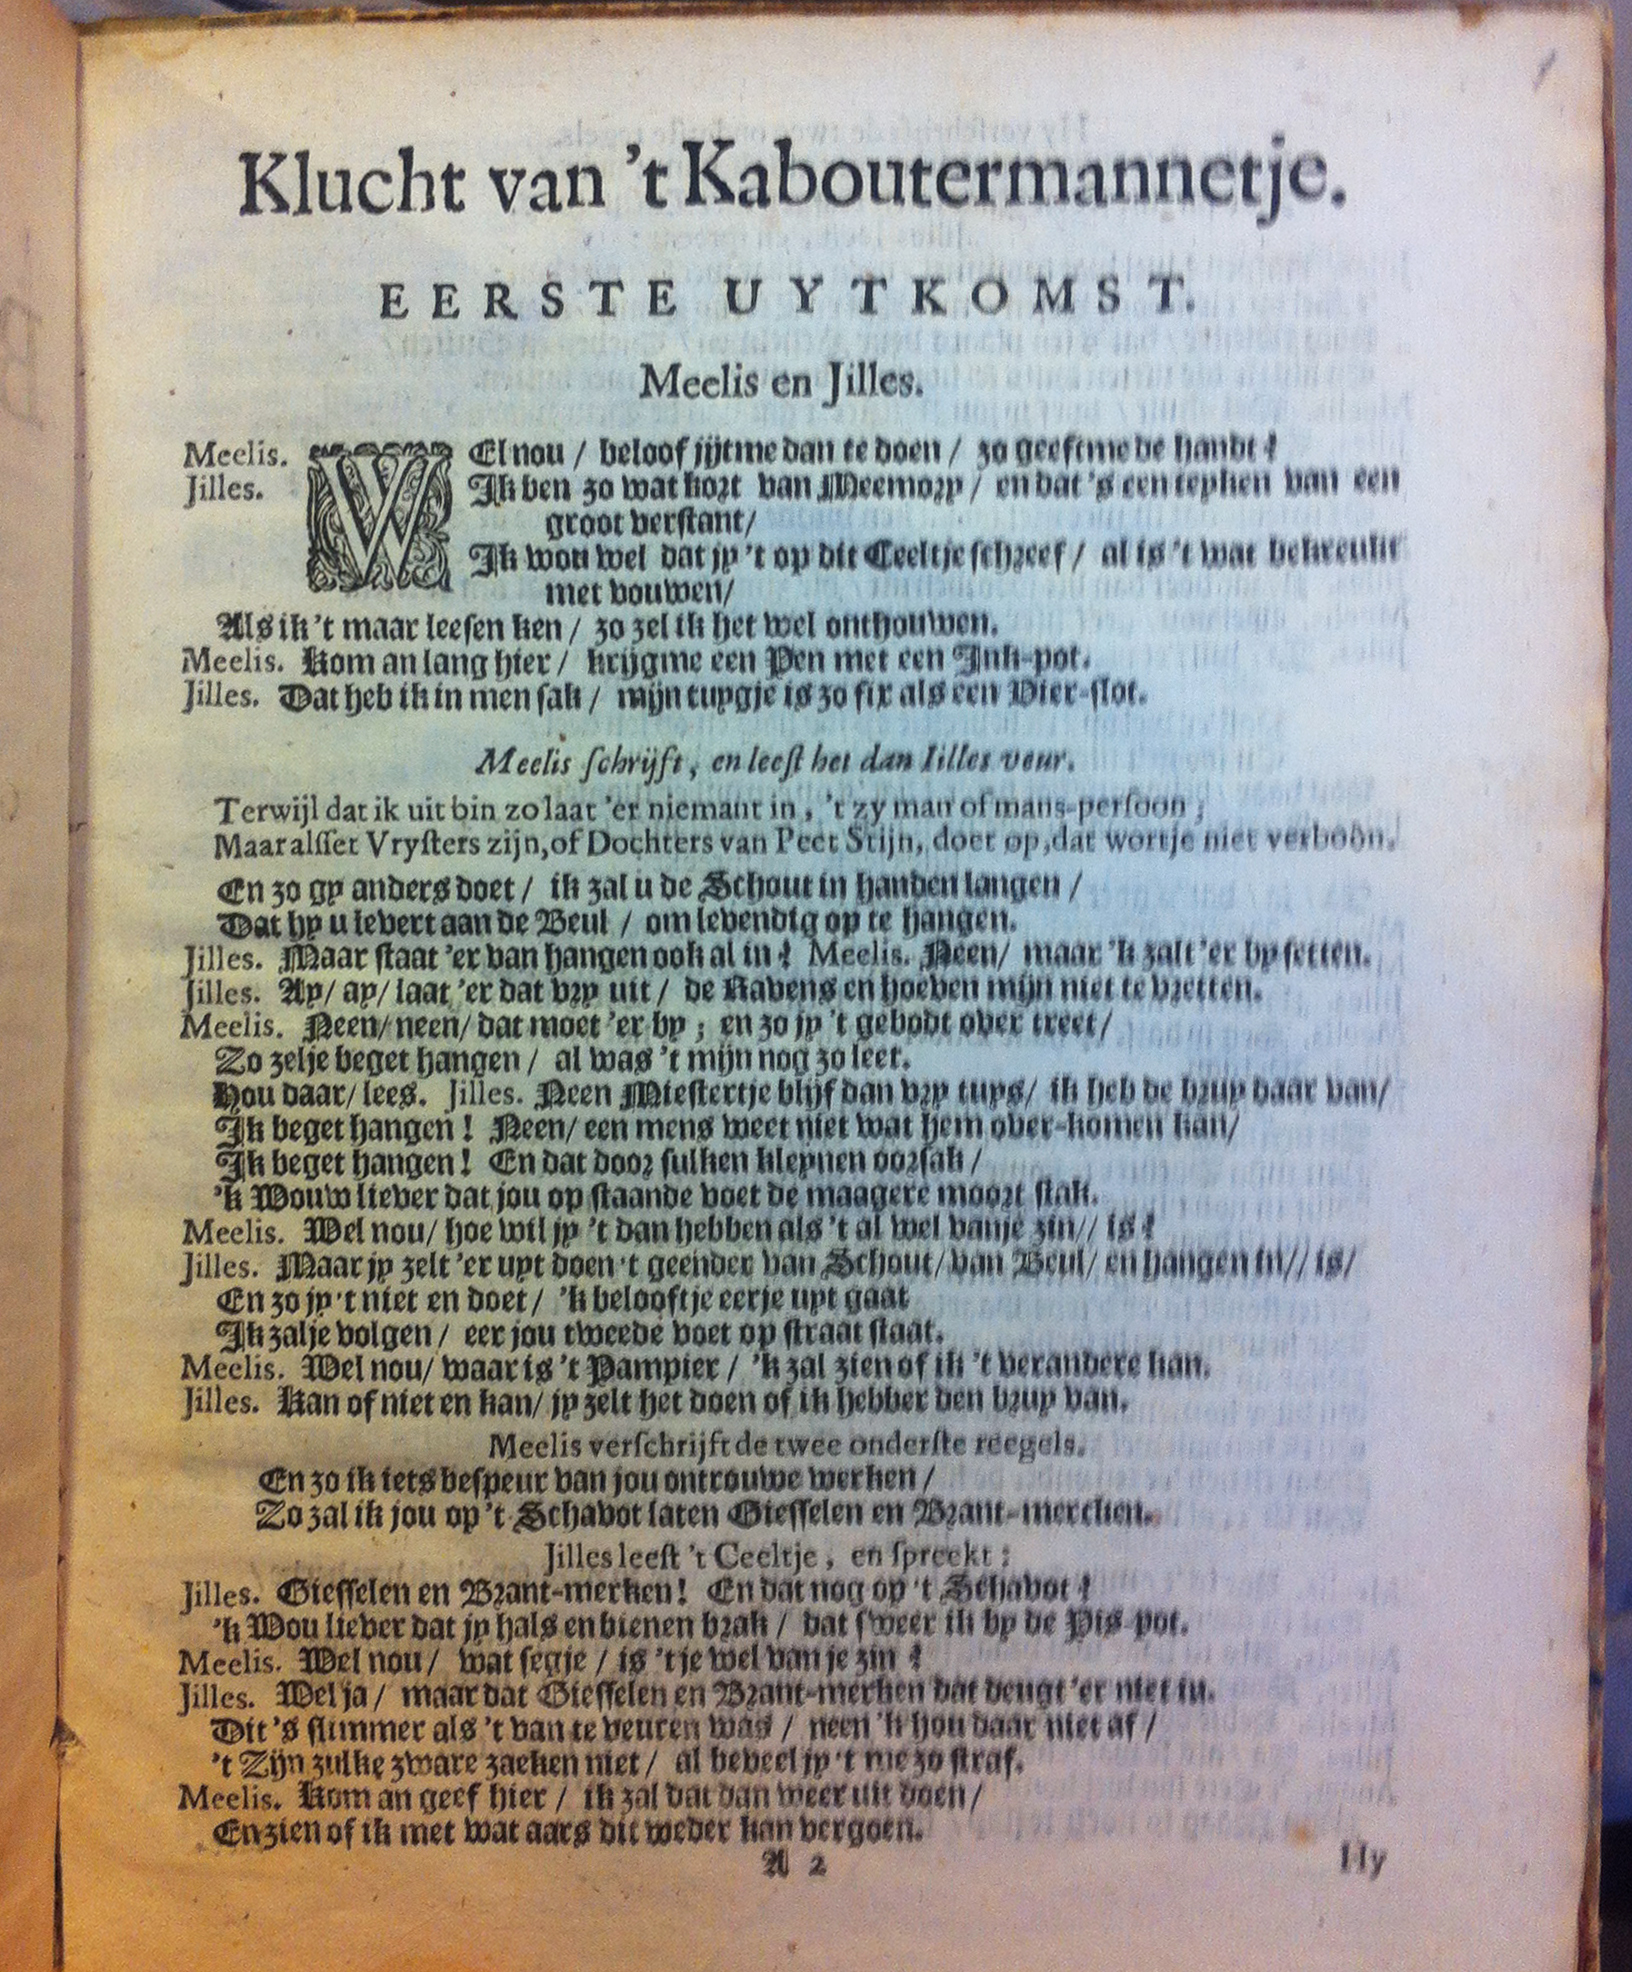 Klucht van 't Kaboutermannetje.
EERSTE UYTKOMST.
Meelis en Jilles.
Meelis. WEl nou / beloof jijtme dan te doen / zo geeftme de handt?
Jilles. Ik ben zo wat kort van Meemory / en dat 's een teyken van een
groot verstant /
Ik wou wel dat jy 't op dit Ceeltje schreef / al is 't wat bekreukt
met vouwen /
Als ik 't maar leesen ken / zo zel ik het wel onthouwen.
Meelis. Kom an lang hier / krijgme een Pen met een Ink-pot.
Jilles. Dat heb ik in men sak / mijn tuygje is zo fix als een Vier-slot.
Meelis schrijft, en leest het dan Iilles veur.
Terwijl dat ik uit bin zo laat 'er niemant in, 't zy man of mans-persoon;
Maar alsset Vrysters zijn, of Dochters van Peet Stijn, doet op, dat wortje niet verboôn.
En zo gy anders doet / ik zal u de Schout in handen langen /
Dat hy u levert aan de Beul / om levendig op te hangen.
Jilles. Maar staat 'er van hangen ook al in? Meelis. Neen / maar 'k zalt 'er by setten.
Jilles. Ay / ay / laat 'er dat vry uit / de Ravens en hoeven mijn niet te vretten.
Meelis. Neen / neen / dat moet 'er by; en zo jy 't gebodt over treet /
Zo zelje beget hangen / al was 't mijn nog zo leet.
Hou daar / lees. Jilles. Neen Miestertje blijf dan vry tuys / ik heb de bruy daar van /
Ik beget hangen! Neen / een mens weet niet wat hem over-komen kan /
Ik beget hangen! En dat door sulken kleynen oorsak /
'k Wouw liever dat jou op staande voet de maagere moort stak.
Meelis. Wel nou / hoe wil jy 't dan hebben als 't al wel vanje zin // is?
Jilles. Maar jy zelt 'er uyt doen 't geender van Schout / van Beul / en hangen in // is /
En zo jy 't niet en doet / 'k belooftje eerje uyt gaat
Ik zalje volgen / eer jou tweede voet op straat staat.
Meelis. Wel nou / waar is 't Pampier / 'k zal zien of ik 't verandere kan.
Jilles. Kan of niet en kan / jy zelt het doen of ik hebber den bruy van.
Meelis verschrijft de twee onderste reegels.
En zo ik iets bespeur van jou ontrouwe werken /
Zo zal ik jou op 't Schavot laten Giesselen en Brant-mercken.
Jilles leest 't Ceeltje, en spreekt:
Jilles. Giesselen en Brant-merken! En dat nog op 't Schavot?
'k Wou liever dat jy hals en bienen brak / dat sweer ik by de Pis-pot.
Meelis. Wel nou / wat segje / is 'tje wel van je zin?
Jilles. Wel ja / maar dat Giesselen en Brant-merken dat deugt 'er niet in.
Dit 's slimmer als 't van te veuren was / neen 'k hou daar niet af /
't Zijn zulke zware zaeken niet / al beveel jy 't me zo straf.
Meelis. Kom an geef hier / ik zal dat dan weer uit doen /
En zien of ik met wat aars dit weder kan vergoen.
A 2
Hy